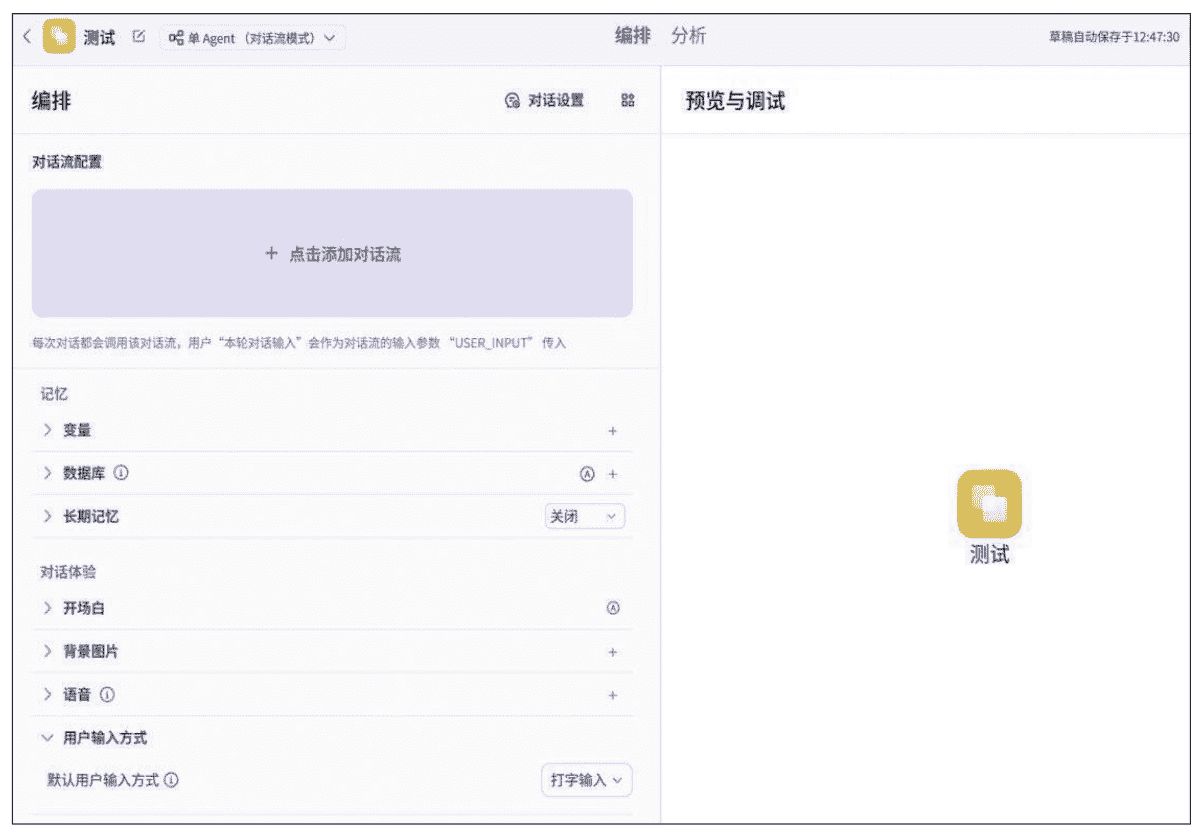 测试 单 Agent（对话流模式） 编排 分析 草稿自动保存于12:47:30
编排 对话设置
预览与调试
对话流配置
+ 点击添加对话流
每次对话都会调用该对话流，用户“本轮对话输入”会作为对话流的输入参数 “USER_INPUT” 传入
记忆
变量 +
数据库 A +
长期记忆 关闭
对话体验
开场白 A
背景图片 +
语音 +
用户输入方式
默认用户输入方式 打字输入
测试